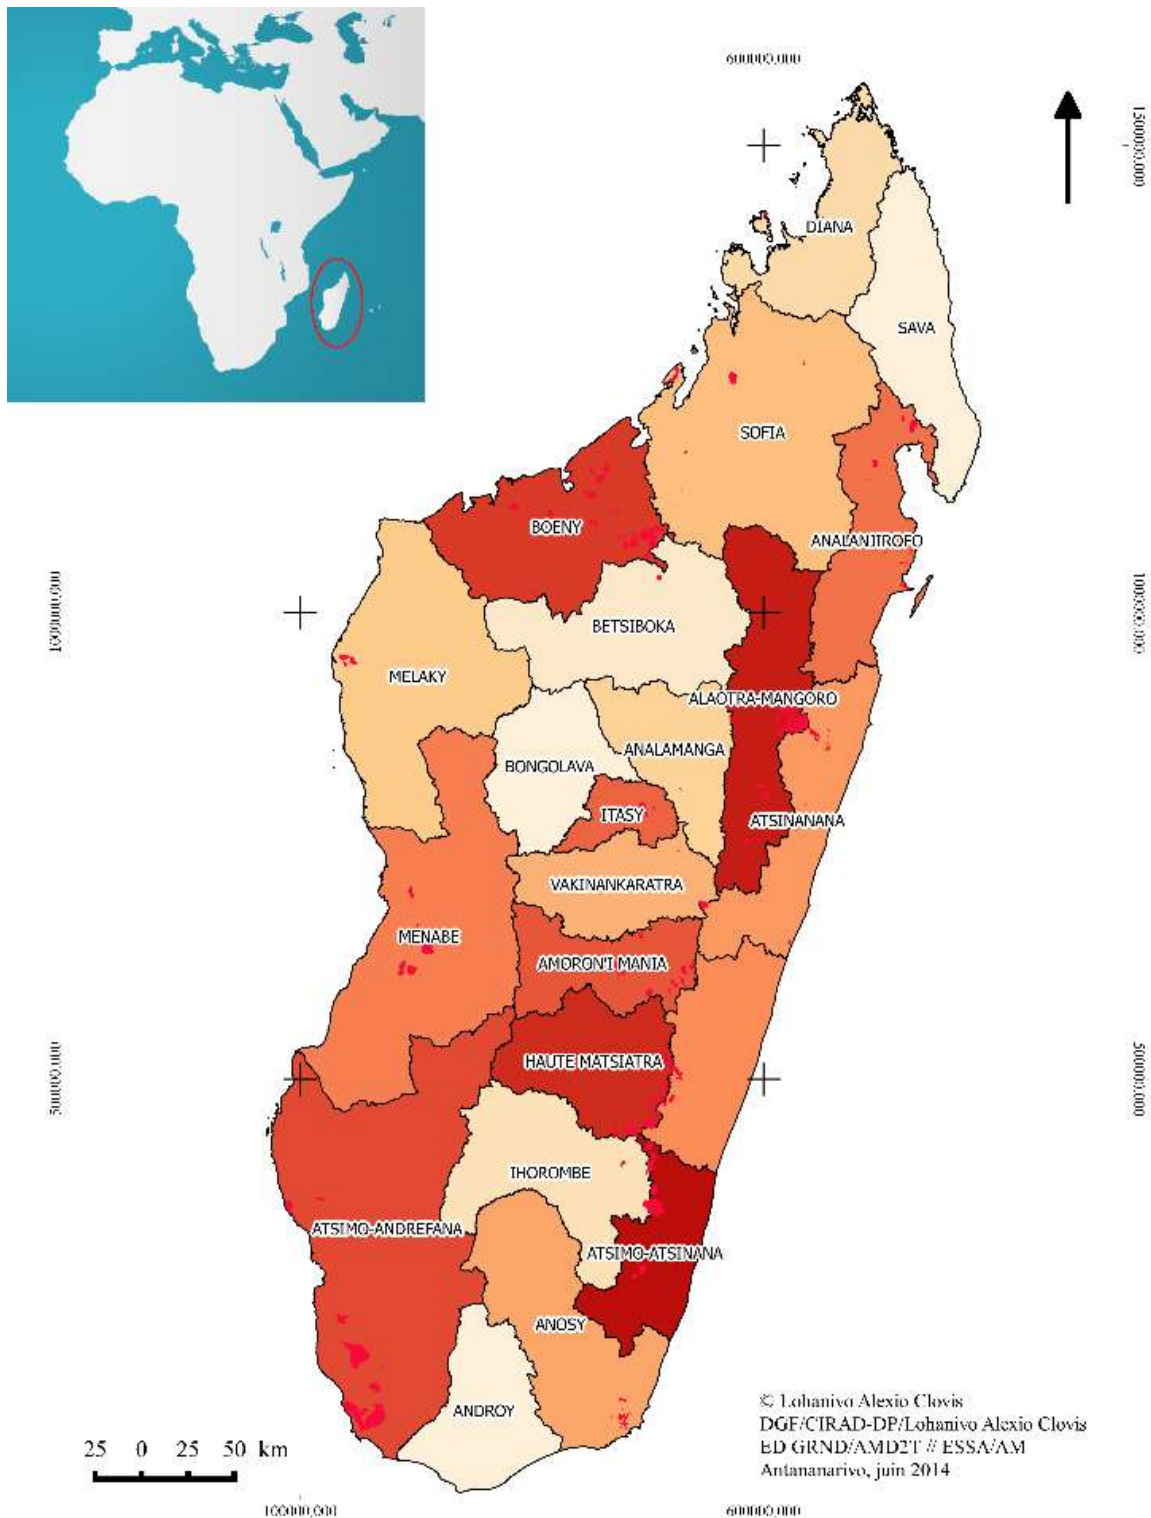 600000,000
1500000,000
DIANA
SAVA
SOFIA
BOENY
ANALANJIROFO
1000000,000
1000000,000
BETSIBOKA
MELAKY
ALAOTRA-MANGORO
ANALAMANGA
BONGOLAVA
ITASY
ATSINANANA
VAKINANKARATRA
MENABE
AMORON'I MANIA
HAUTE MATSIATRA
500000,000
500000,000
IHOROMBE
ATSIMO-ANDREFANA
ATSIMO-ATSINANA
ANOSY
ANDROY
© Lohanivo Alexio Clovis
DGF/CIRAD-DP/Lohanivo Alexio Clovis
ED GRND/AMD2T // ESSA/AM
Antananarivo, juin 2014
25 0 25 50 km
100000,000
600000,000